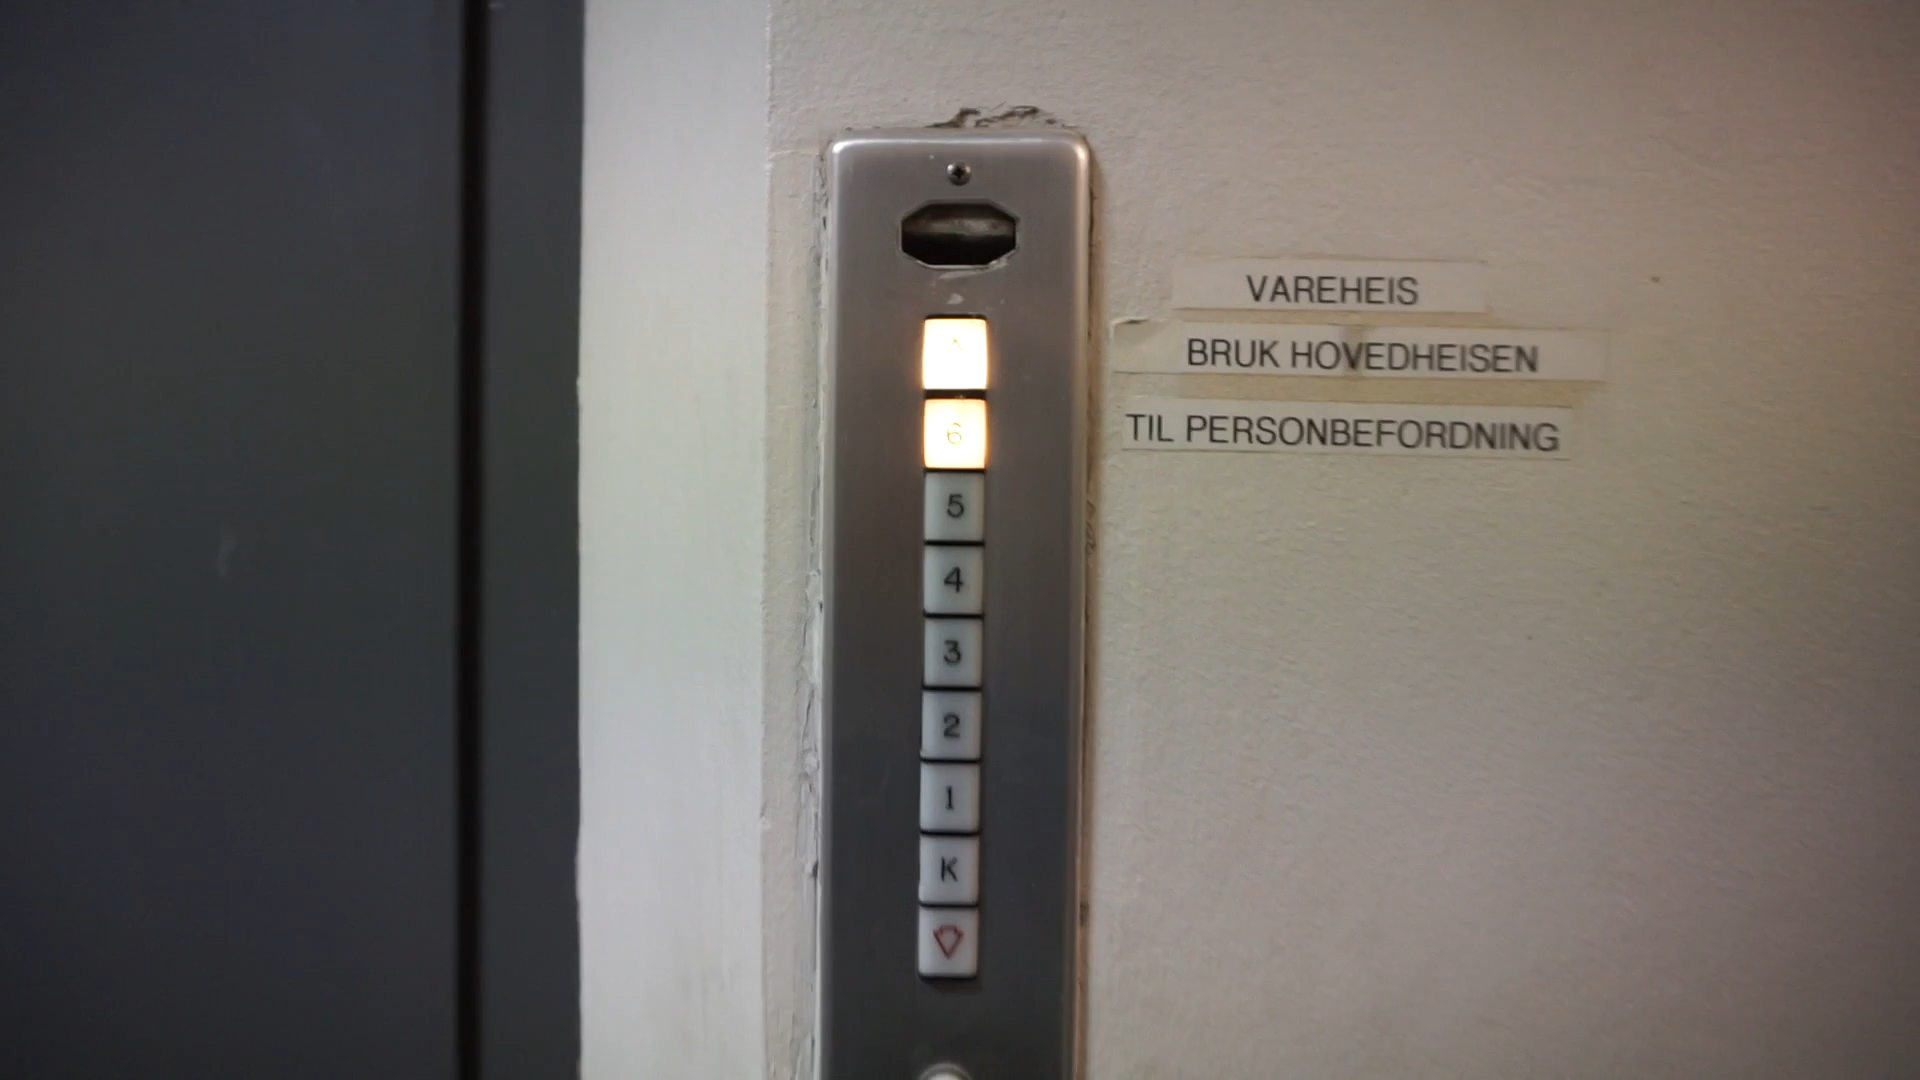 VAREHEIS
BRUK HOVEDHEISEN
TIL PERSONBEFORDNING
6
5
4
3
2
1
K